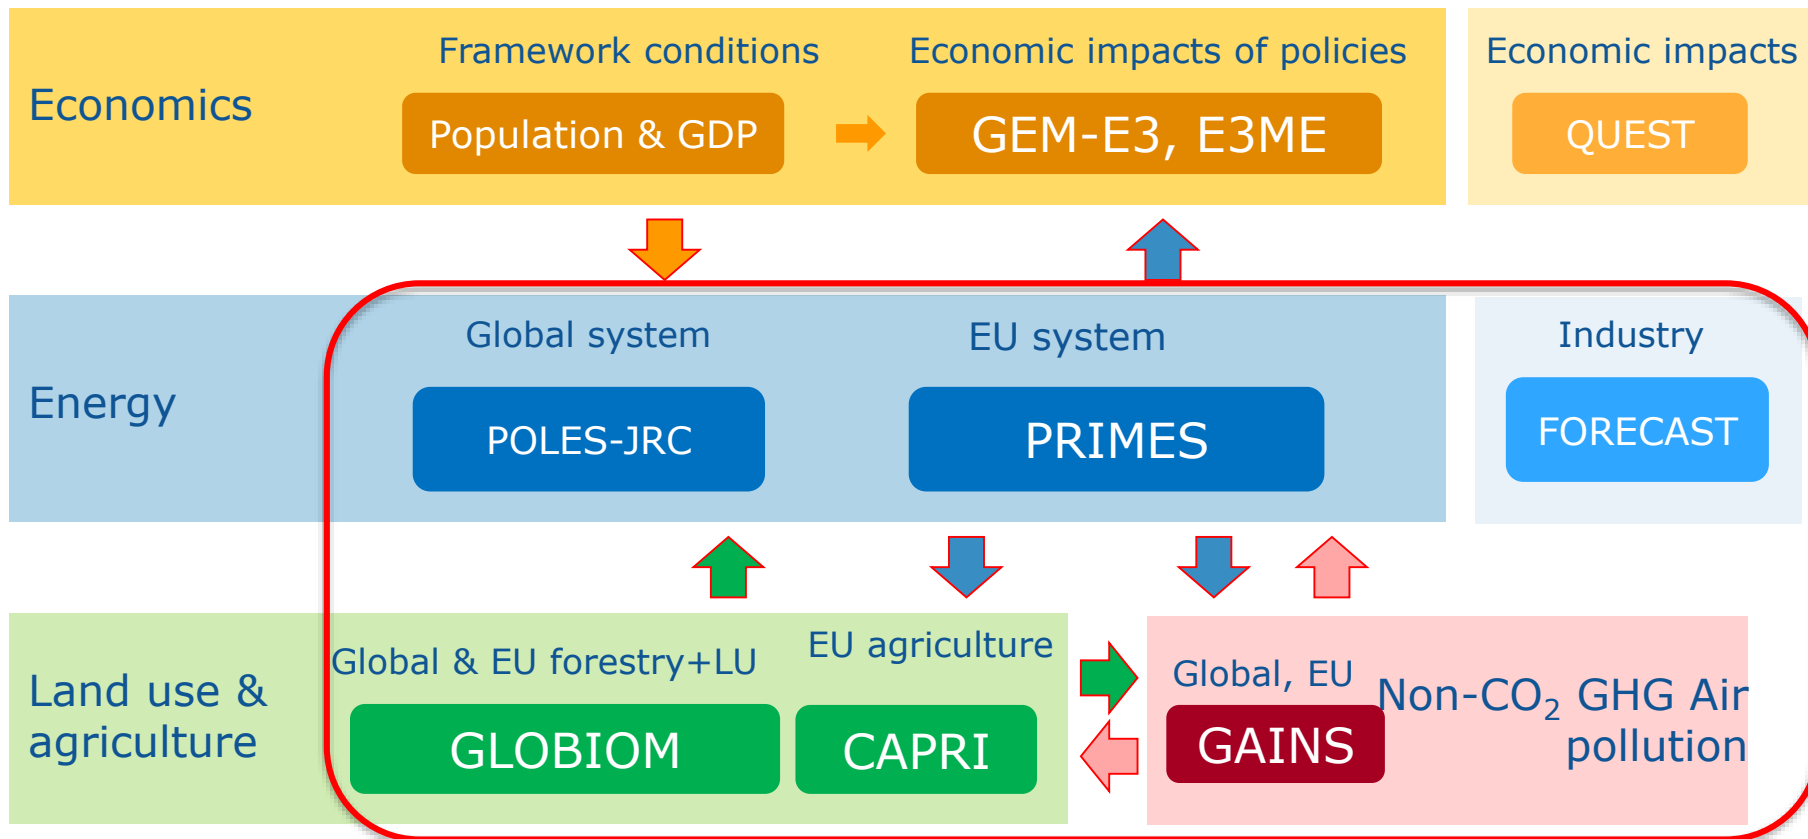 Economics
Framework conditions
Population & GDP
Economic impacts of policies
GEM-E3, E3ME
Economic impacts
QUEST
Energy
Global system
POLES-JRC
EU system
PRIMES
Industry
FORECAST
Land use &
agriculture
Global & EU forestry+LU
GLOBIOM
EU agriculture
CAPRI
Global, EU
GAINS
Non-CO₂ GHG Air
pollution